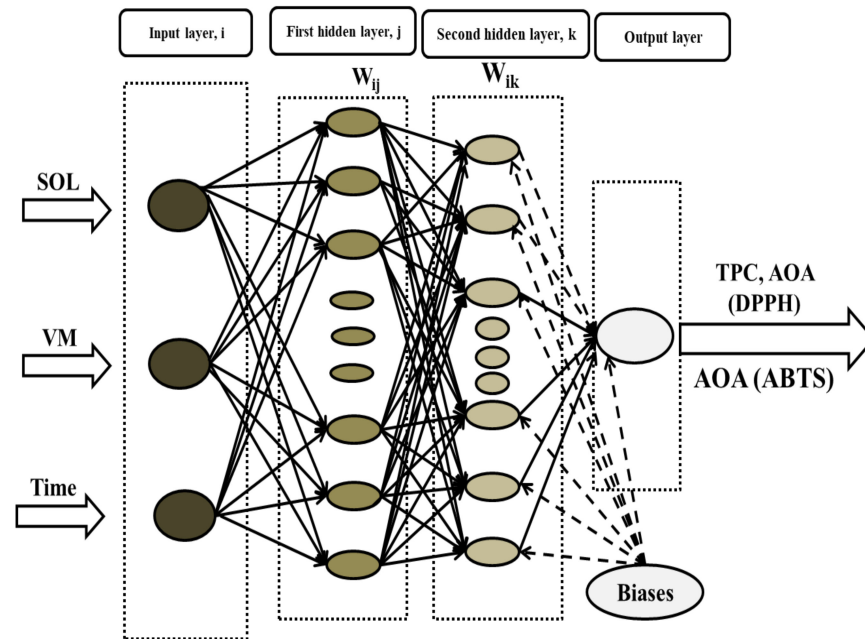 Input layer, i
First hidden layer, j
Second hidden layer, k
Output layer
Wij
Wik
SOL
VM
Time
TPC, AOA
(DPPH)
AOA (ABTS)
Biases